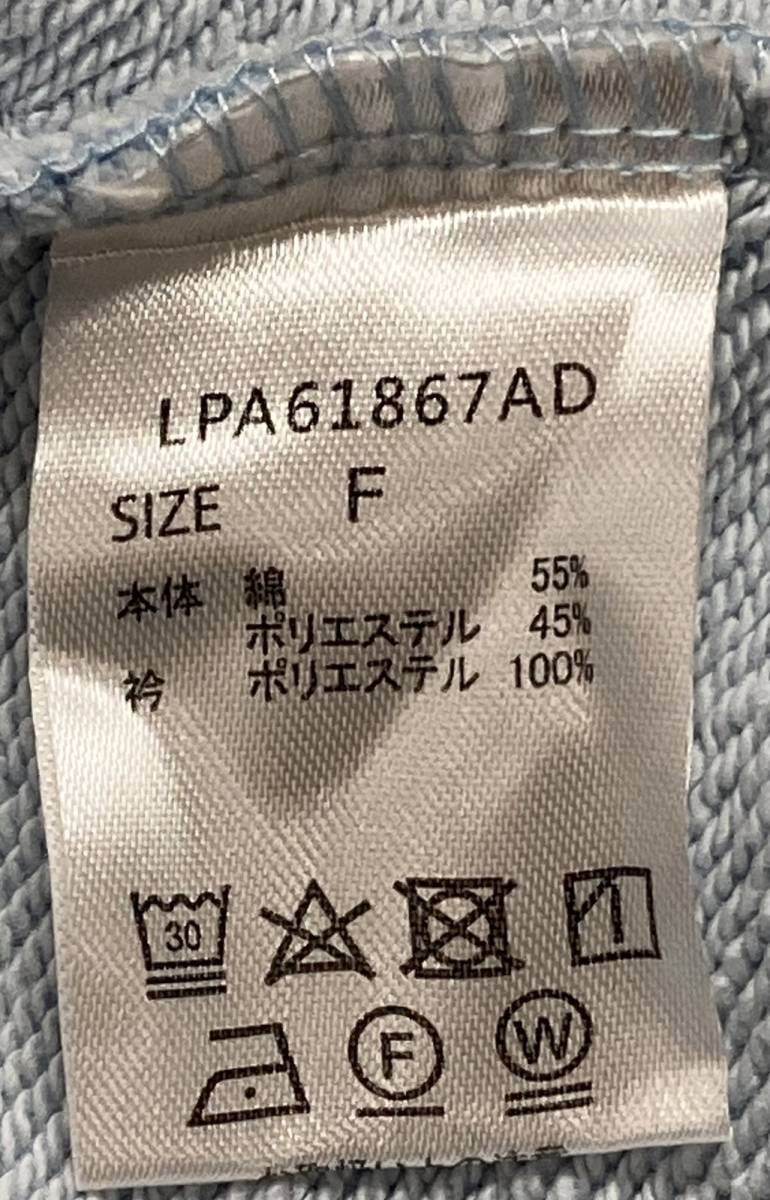 LPA61867AD
SIZE F
本体 綿 55%
ポリエステル 45%
衿 ポリエステル 100%
30
F W